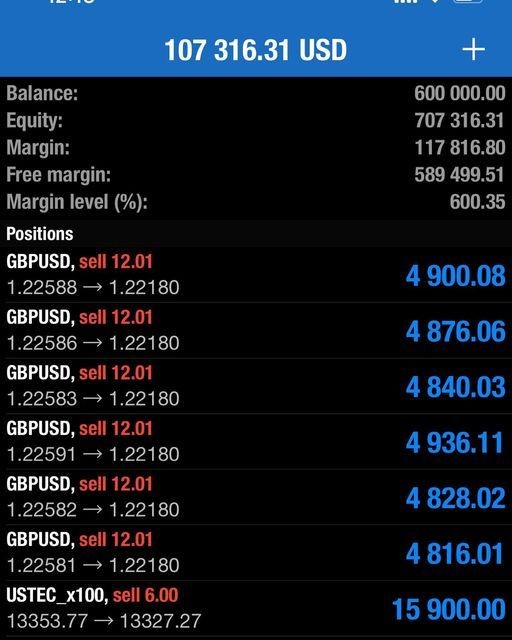 107 316.31 USD +
Balance: 600 000.00
Equity: 707 316.31
Margin: 117 816.80
Free margin: 589 499.51
Margin level (%): 600.35
Positions
GBPUSD, sell 12.01
1.22588 → 1.22180 4 900.08
GBPUSD, sell 12.01
1.22586 → 1.22180 4 876.06
GBPUSD, sell 12.01
1.22583 → 1.22180 4 840.03
GBPUSD, sell 12.01
1.22591 → 1.22180 4 936.11
GBPUSD, sell 12.01
1.22582 → 1.22180 4 828.02
GBPUSD, sell 12.01
1.22581 → 1.22180 4 816.01
USTEC_x100, sell 6.00
13353.77 → 13327.27 15 900.00